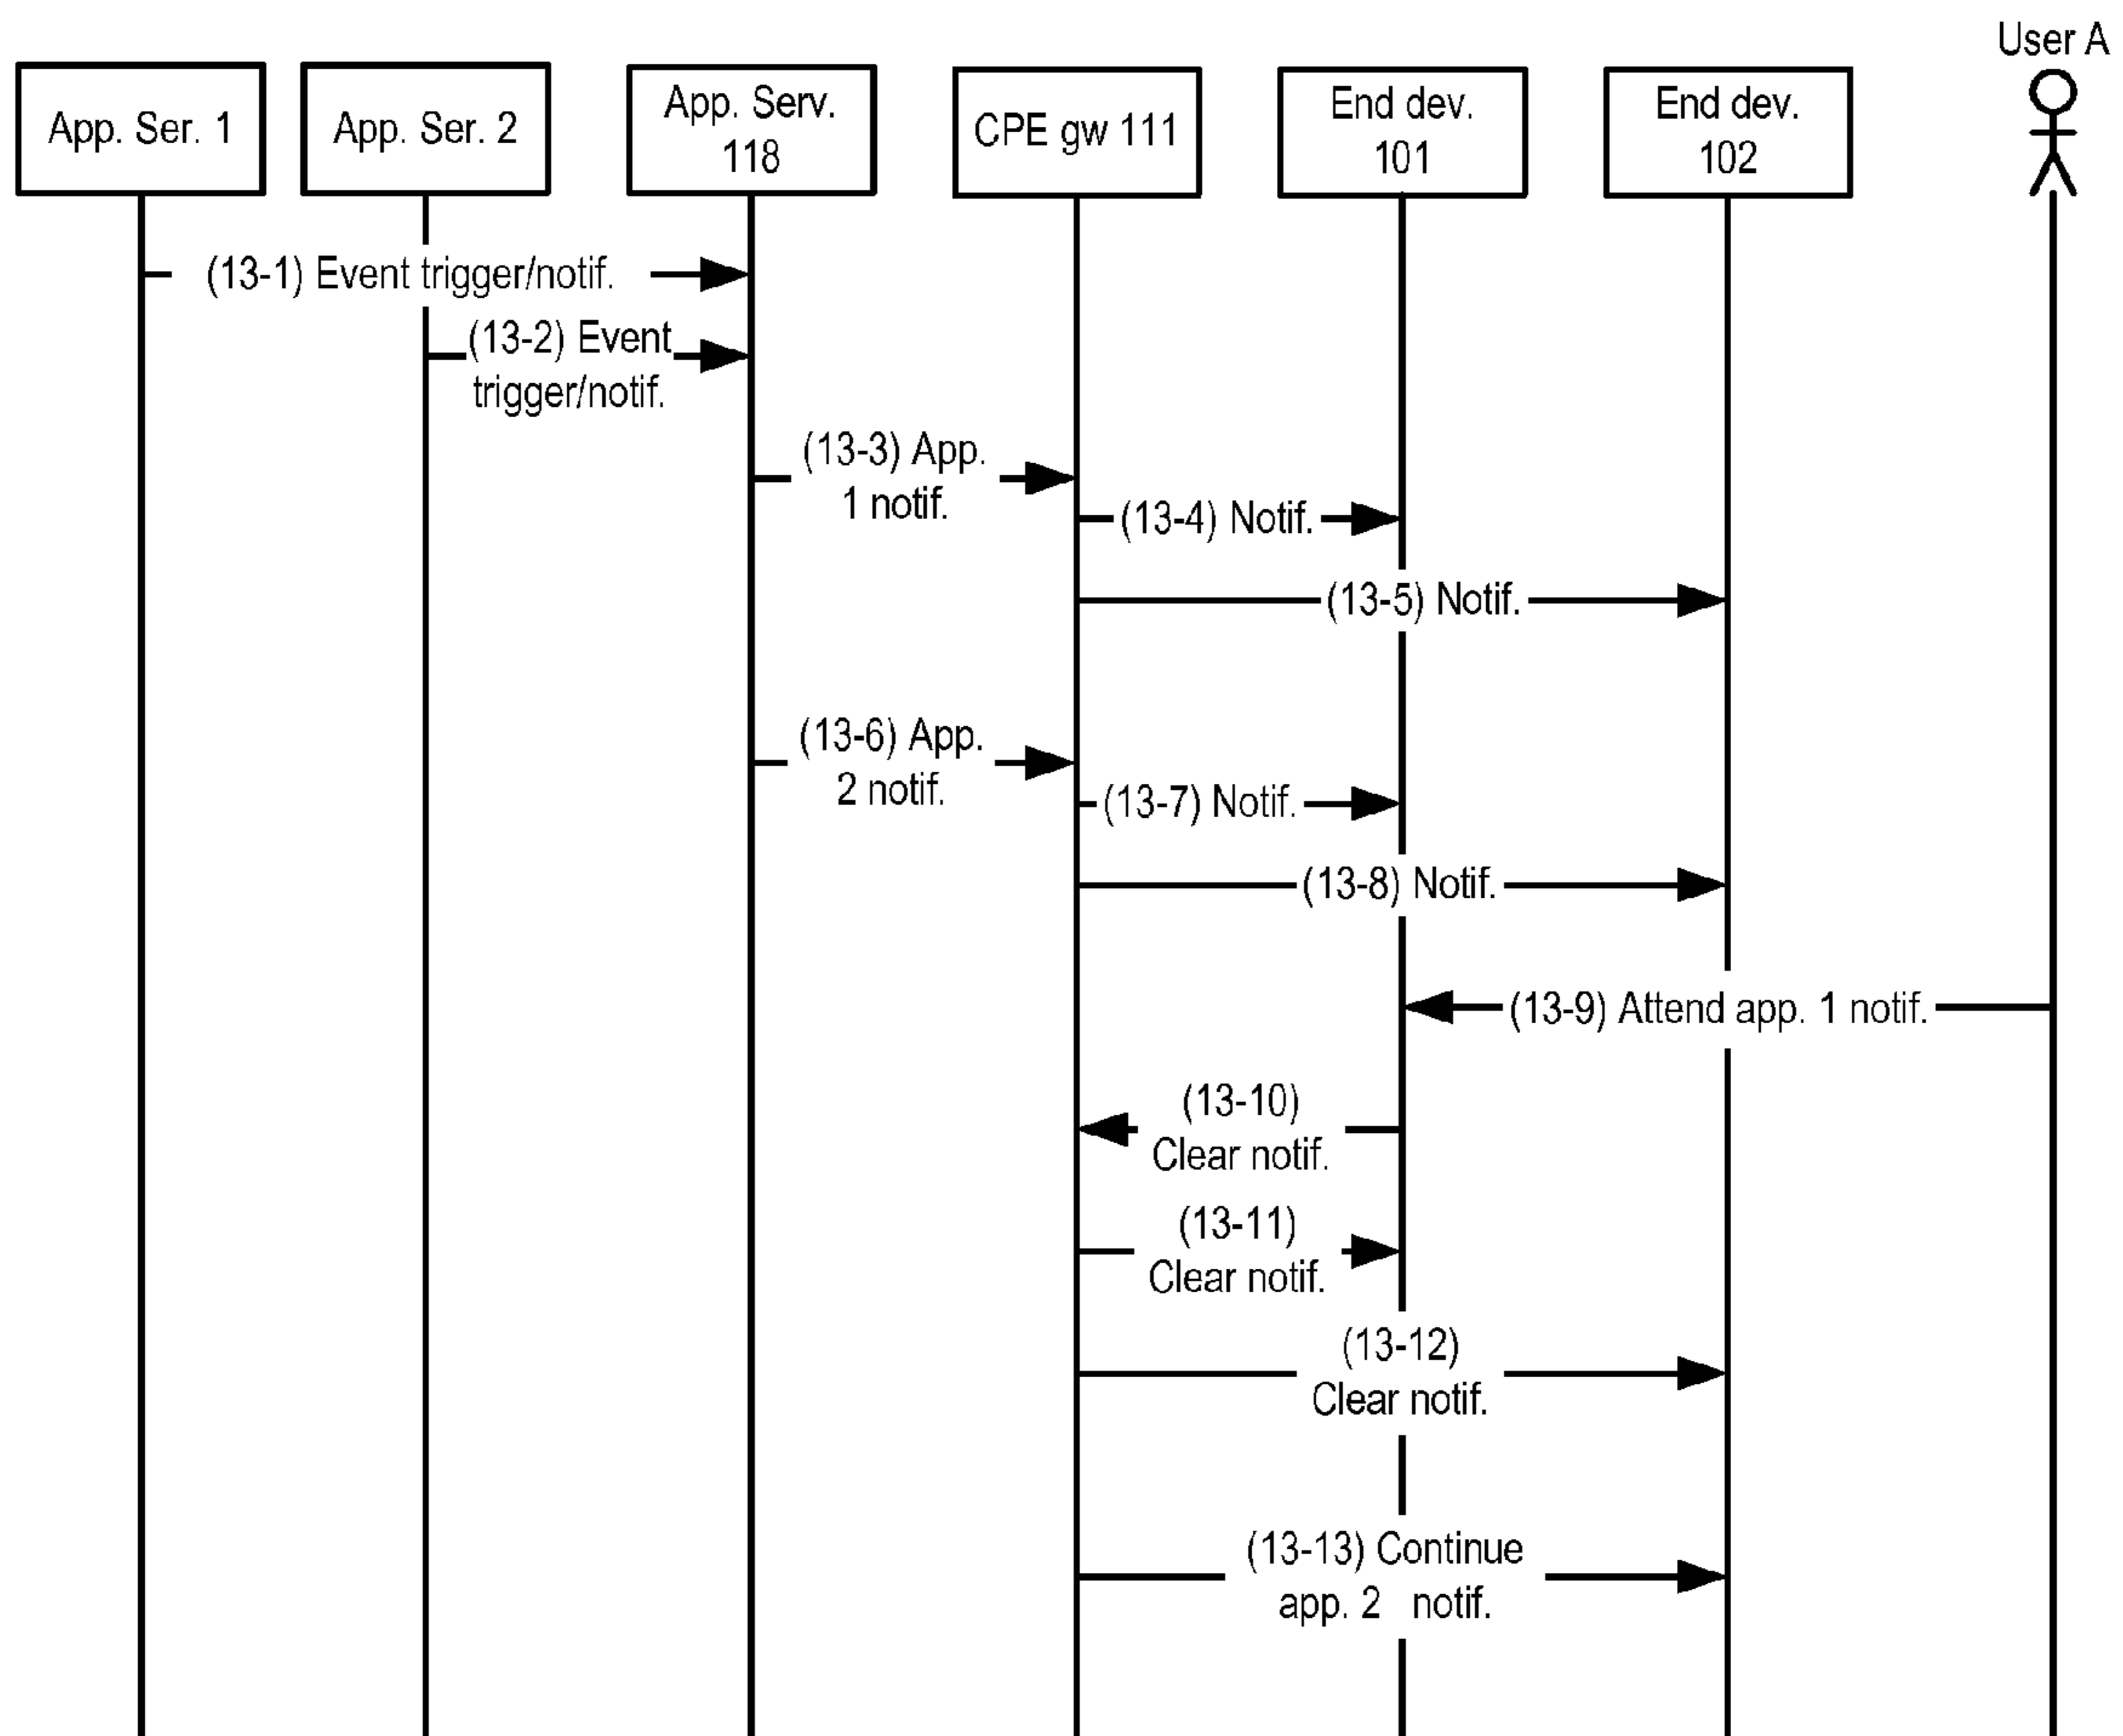 User A
App. Ser. 1
App. Ser. 2
App. Serv.
118
CPE gw 111
End dev.
101
End dev.
102
(13-1) Event trigger/notif.
(13-2) Event
trigger/notif.
(13-3) App.
1 notif.
(13-4) Notif.
(13-5) Notif.
(13-6) App.
2 notif.
(13-7) Notif.
(13-8) Notif.
(13-9) Attend app. 1 notif.
(13-10)
Clear notif.
(13-11)
Clear notif.
(13-12)
Clear notif.
(13-13) Continue
app. 2 notif.